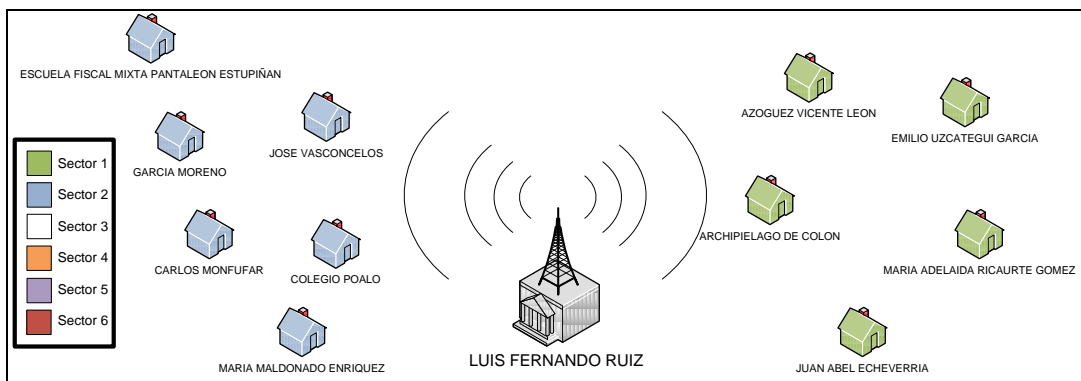 ESCUELA FISCAL MIXTA PANTALEON ESTUPIÑAN
JOSE VASCONCELOS
GARCIA MORENO
CARLOS MONFUFAR
COLEGIO POALO
MARIA MALDONADO ENRIQUEZ
Sector 1
Sector 2
Sector 3
Sector 4
Sector 5
Sector 6
LUIS FERNANDO RUIZ
AZOGUEZ VICENTE LEON
EMILIO UZCATEGUI GARCIA
ARCHIPIELAGO DE COLON
MARIA ADELAIDA RICAURTE GOMEZ
JUAN ABEL ECHEVERRIA